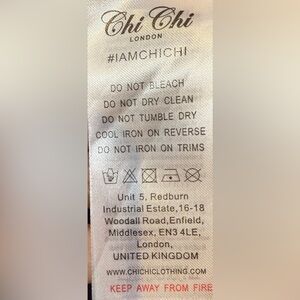 Chi Chi
LONDON
#IAMCHICHI
DO NOT BLEACH
DO NOT DRY CLEAN
DO NOT TUMBLE DRY
COOL IRON ON REVERSE
DO NOT IRON ON TRIMS
Unit 5, Redburn
Industrial Estate,16-18
Woodall Road,Enfield,
Middlesex, EN3 4LE,
London,
UNITED KINGDOM
WWW.CHICHICLOTHING.COM
KEEP AWAY FROM FIRE